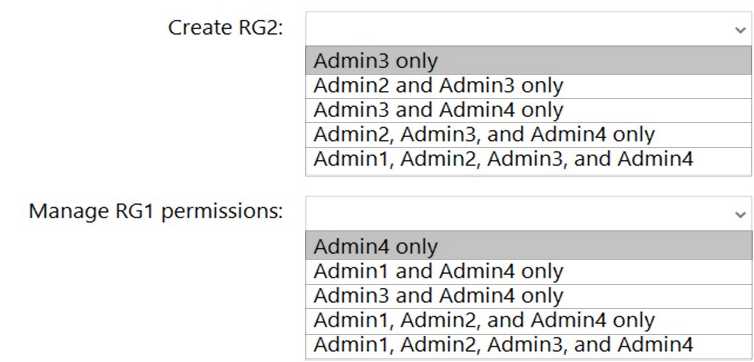 Create RG2:
Admin3 only
Admin2 and Admin3 only
Admin3 and Admin4 only
Admin2, Admin3, and Admin4 only
Admin1, Admin2, Admin3, and Admin4
Manage RG1 permissions:
Admin4 only
Admin1 and Admin4 only
Admin3 and Admin4 only
Admin1, Admin2, and Admin4 only
Admin1, Admin2, Admin3, and Admin4